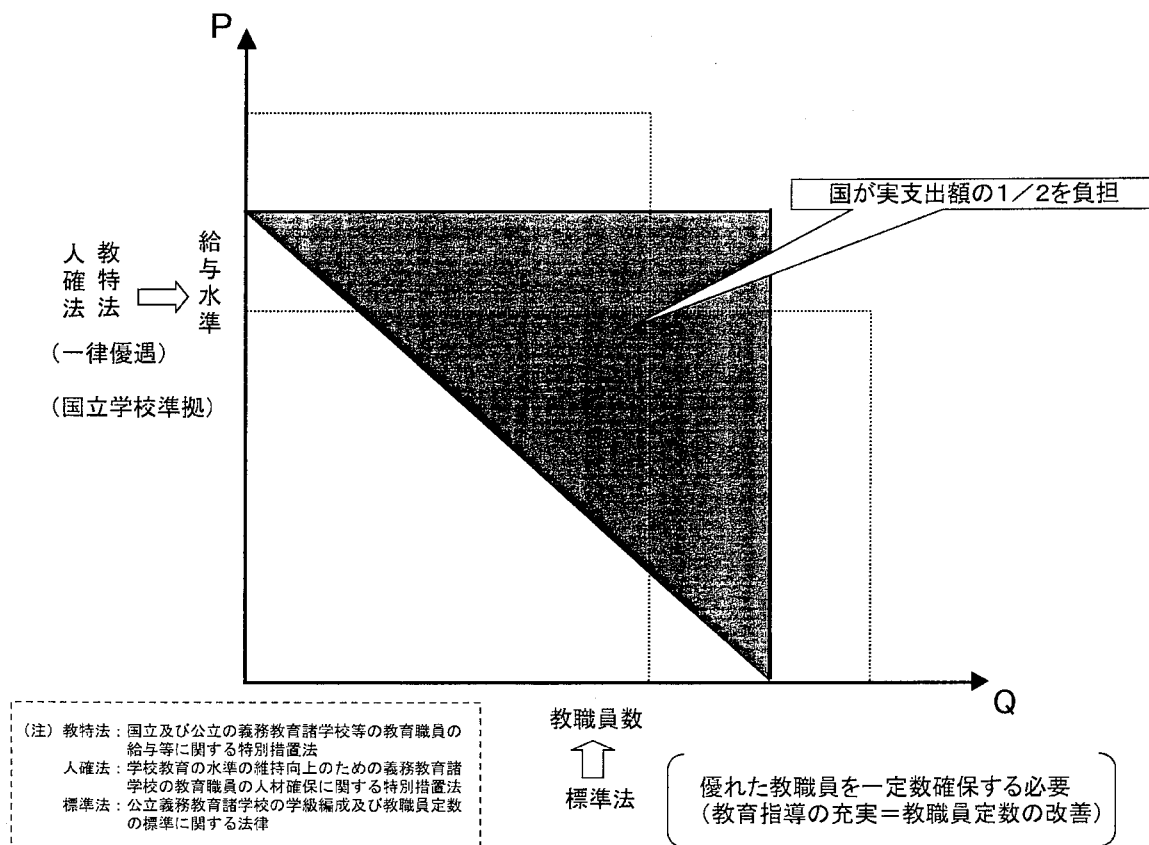 P
国が実支出額の1/2を負担
給与水準
教特法
人確法
(一律優遇)
(国立学校準拠)
Q
教職員数
標準法
優れた教職員を一定数確保する必要
(教育指導の充実=教職員定数の改善)
(注) 教特法:国立及び公立の義務教育諸学校等の教育職員の
給与等に関する特別措置法
人確法:学校教育の水準の維持向上のための義務教育諸
学校の教育職員の人材確保に関する特別措置法
標準法:公立義務教育諸学校の学級編成及び教職員定数
の標準に関する法律